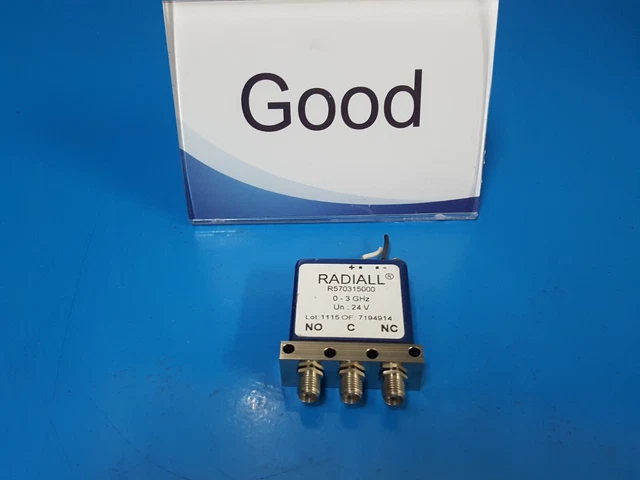 Good
+ -
RADIALL®
R570315000
0 - 3 GHz
Un : 24 V
Lot:1115 OF: 7194914
NO C NC